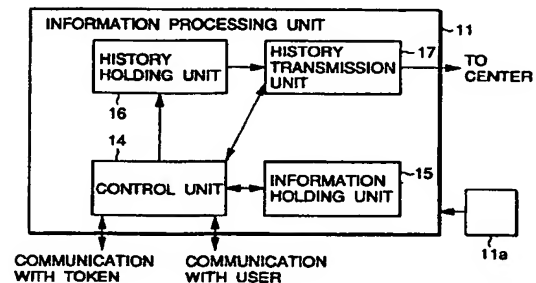 INFORMATION PROCESSING UNIT
11
HISTORY
HOLDING UNIT
16
HISTORY
TRANSMISSION
UNIT
17
TO
CENTER
14
CONTROL UNIT
INFORMATION
HOLDING UNIT
15
11a
COMMUNICATION
WITH TOKEN
COMMUNICATION
WITH USER